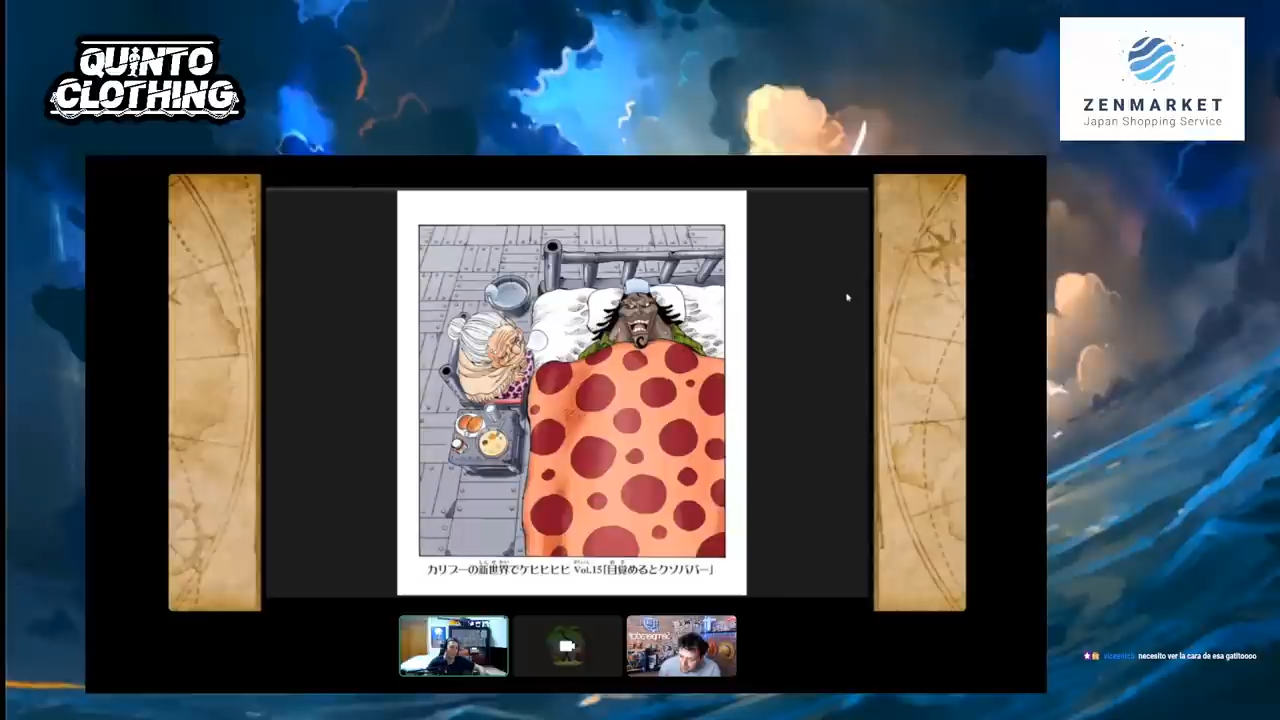 QUINTO
CLOTHING
ZENMARKET
Japan Shopping Service
カリブーの新世界でケヒヒヒヒ Vol.15「目覚めるとクソババー」
vicesnico necesito ver la cara de esa gatitoooo